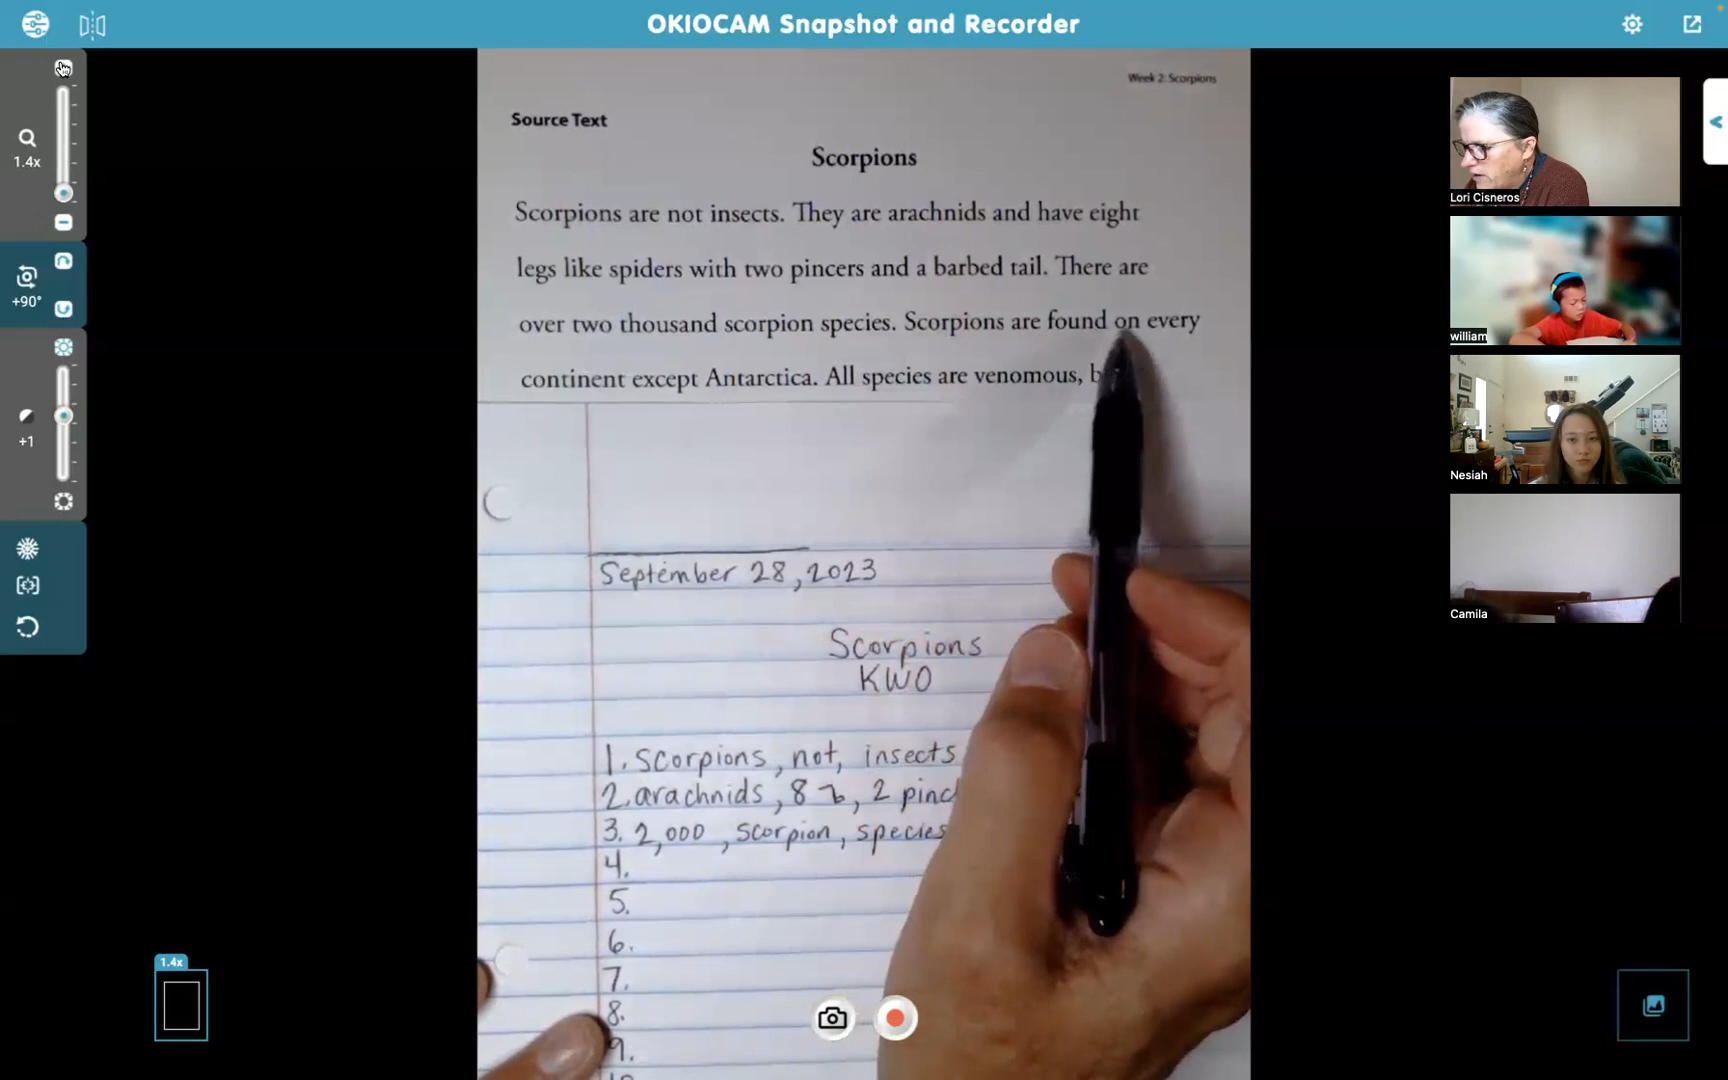 OKIOCAM Snapshot and Recorder
1.4x
+90°
+1
1.4x
Week 2: Scorpions
Source Text
Scorpions
Scorpions are not insects. They are arachnids and have eight
legs like spiders with two pincers and a barbed tail. There are
over two thousand scorpion species. Scorpions are found on every
continent except Antarctica. All species are venomous,
September 28, 2023
Scorpions
KWO
1. scorpions, not, insects
2. arachnids, 8 , 2
3. 2,000, scorpion, species
4.
5.
6.
7.
8.
9.
Lori Cisneros
william
Nesiah
Camila